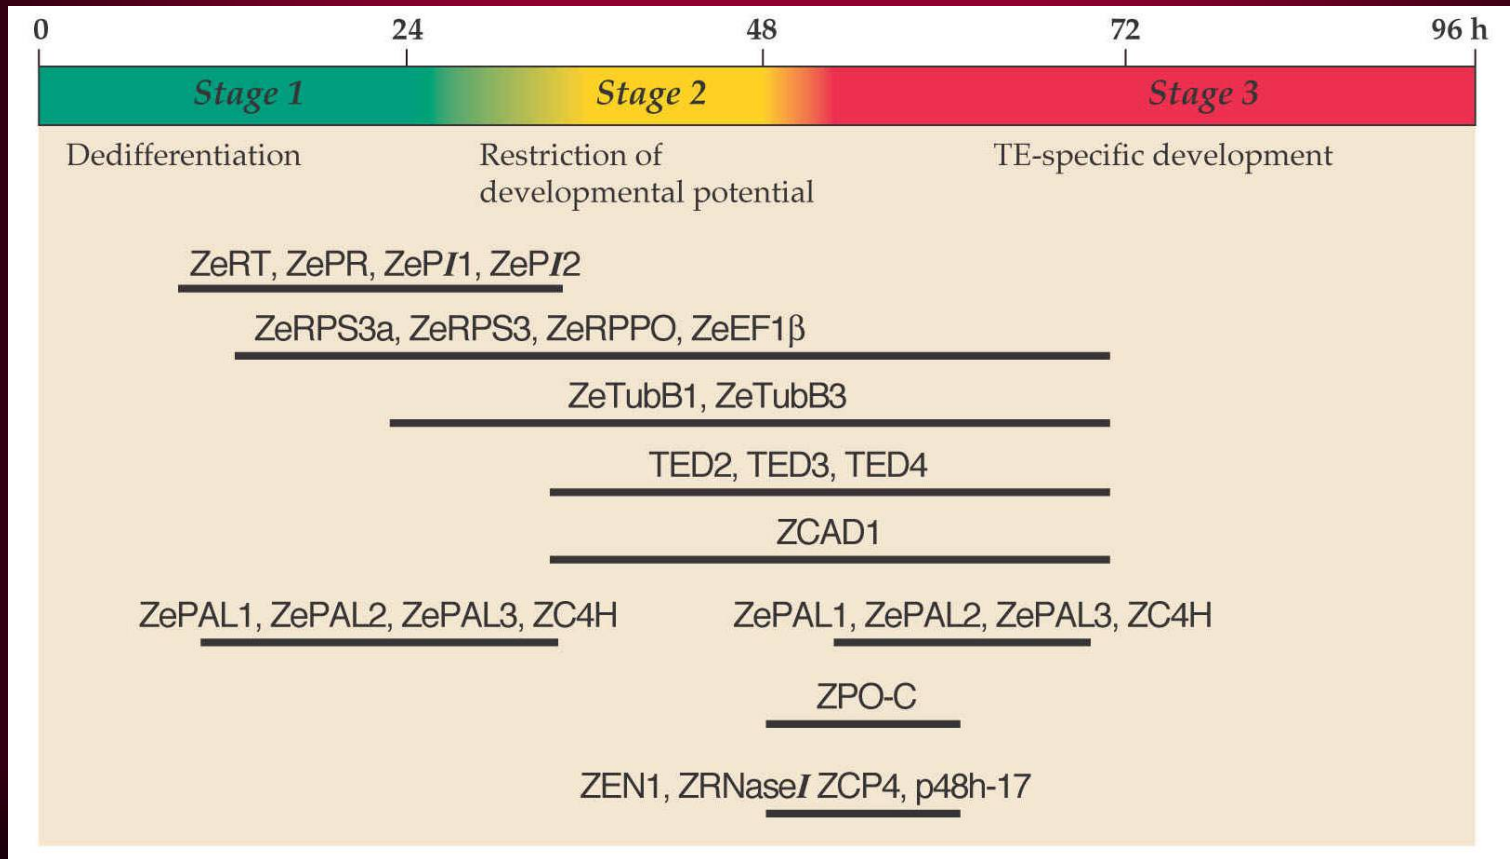 0 24 48 72 96 h
Stage 1 Stage 2 Stage 3
Dedifferentiation Restriction of TE-specific development
developmental potential
ZeRT, ZePR, ZePI1, ZePI2
ZeRPS3a, ZeRPS3, ZeRPPO, ZeEF1β
ZeTubB1, ZeTubB3
TED2, TED3, TED4
ZCAD1
ZePAL1, ZePAL2, ZePAL3, ZC4H ZePAL1, ZePAL2, ZePAL3, ZC4H
ZPO-C
ZEN1, ZRNaseI ZCP4, p48h-17